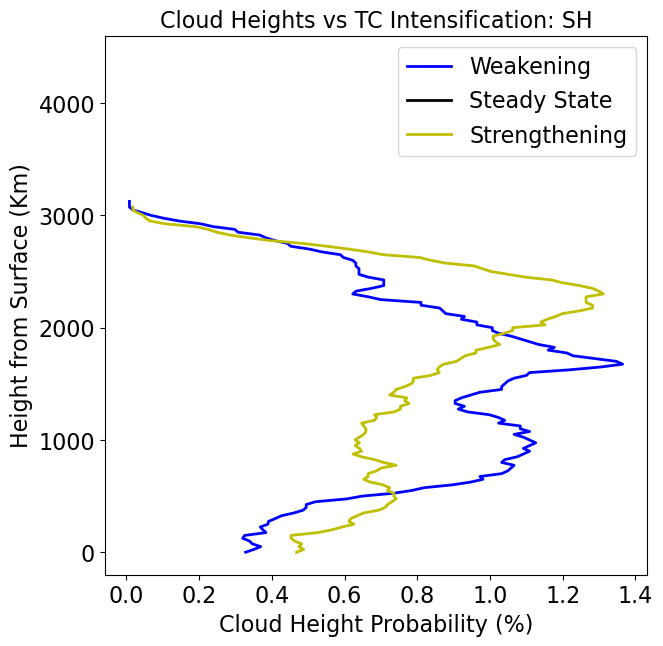 Cloud Heights vs TC Intensification: SH
Weakening
Steady State
Strengthening
4000
3000
2000
1000
0
Height from Surface (Km)
0.0 0.2 0.4 0.6 0.8 1.0 1.2 1.4
Cloud Height Probability (%)